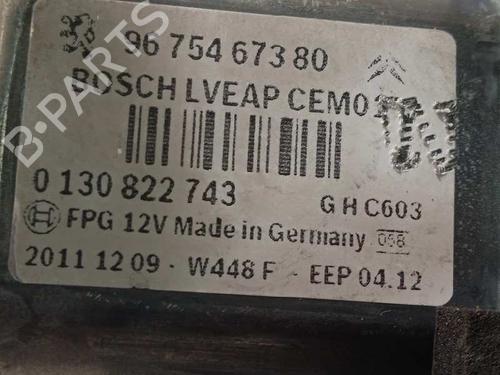 96 754 673 80
BOSCH LVEAP CEM0
0 130 822 743
G H C603
FPG 12V Made in Germany 058
2011 12 09 - W448 F - EEP 04.12
B-PARTS